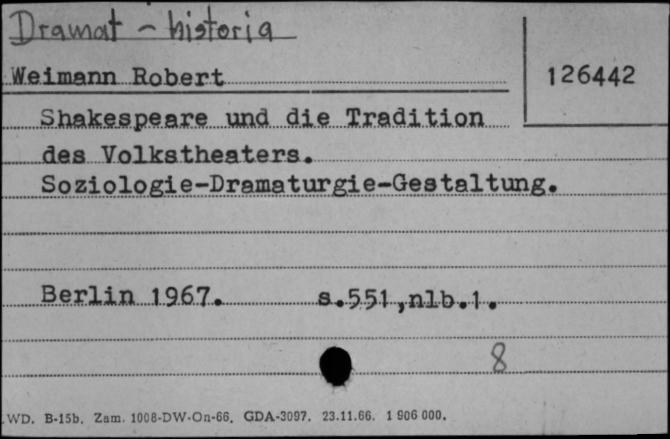 Dramat - historia
Weimann Robert
126442
Shakespeare und die Tradition
des Volkstheaters.
Soziologie-Dramaturgie-Gestaltung.
Berlin 1967. s.551,nlb.1.
8
WD. B-15b. Zam. 1008-DW-On-66. GDA-3097. 23.11.66. 1 906 000.